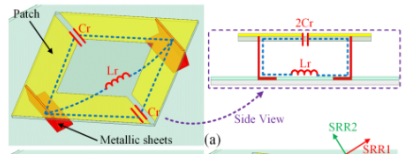 Patch
Cr
Lr
Cr
Metallic sheets
(a)
2Cr
Lr
Side View
SRR2
SRR1